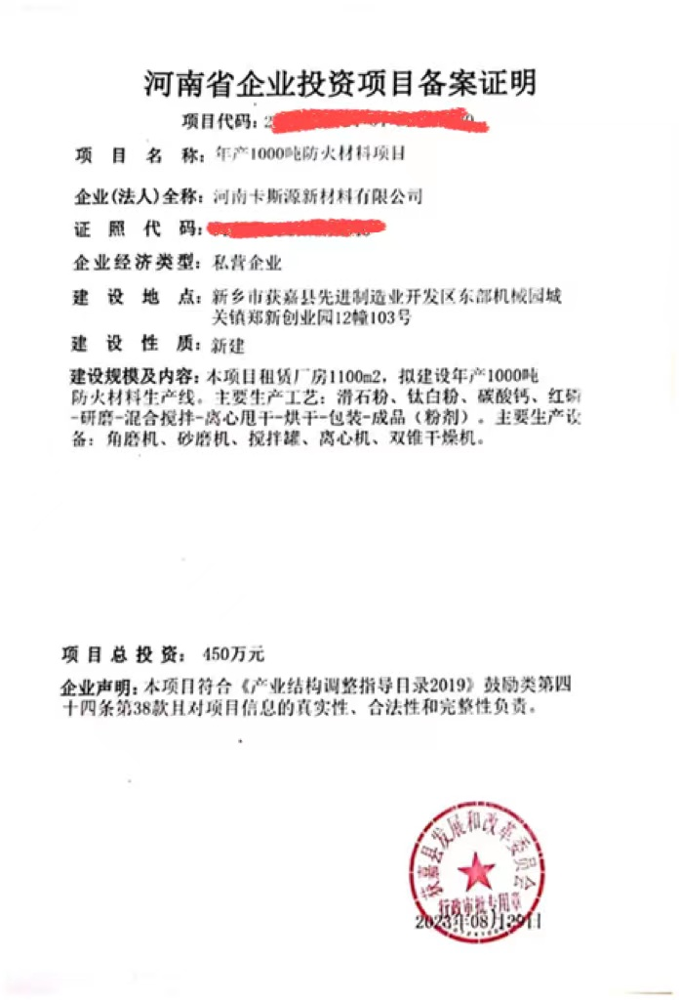 河南省企业投资项目备案证明
项目代码：2
项目名称：年产1000吨防火材料项目
企业(法人)全称：河南卡斯源新材料有限公司
证照代码：
企业经济类型：私营企业
建设地点：新乡市获嘉县先进制造业开发区东部机械园城
关镇郑新创业园12幢103号
建设性质：新建
建设规模及内容：本项目租赁厂房1100m2，拟建设年产1000吨
防火材料生产线。主要生产工艺：滑石粉、钛白粉、碳酸钙、红磷
-研磨-混合搅拌-离心甩干-烘干-包装-成品（粉剂）。主要生产设
备：角磨机、砂磨机、搅拌罐、离心机、双锥干燥机。
项目总投资：450万元
企业声明：本项目符合《产业结构调整指导目录2019》鼓励类第四
十四条第38款且对项目信息的真实性、合法性和完整性负责。
获嘉县发展和改革委员会
行政审批专用章
2023年08月29日